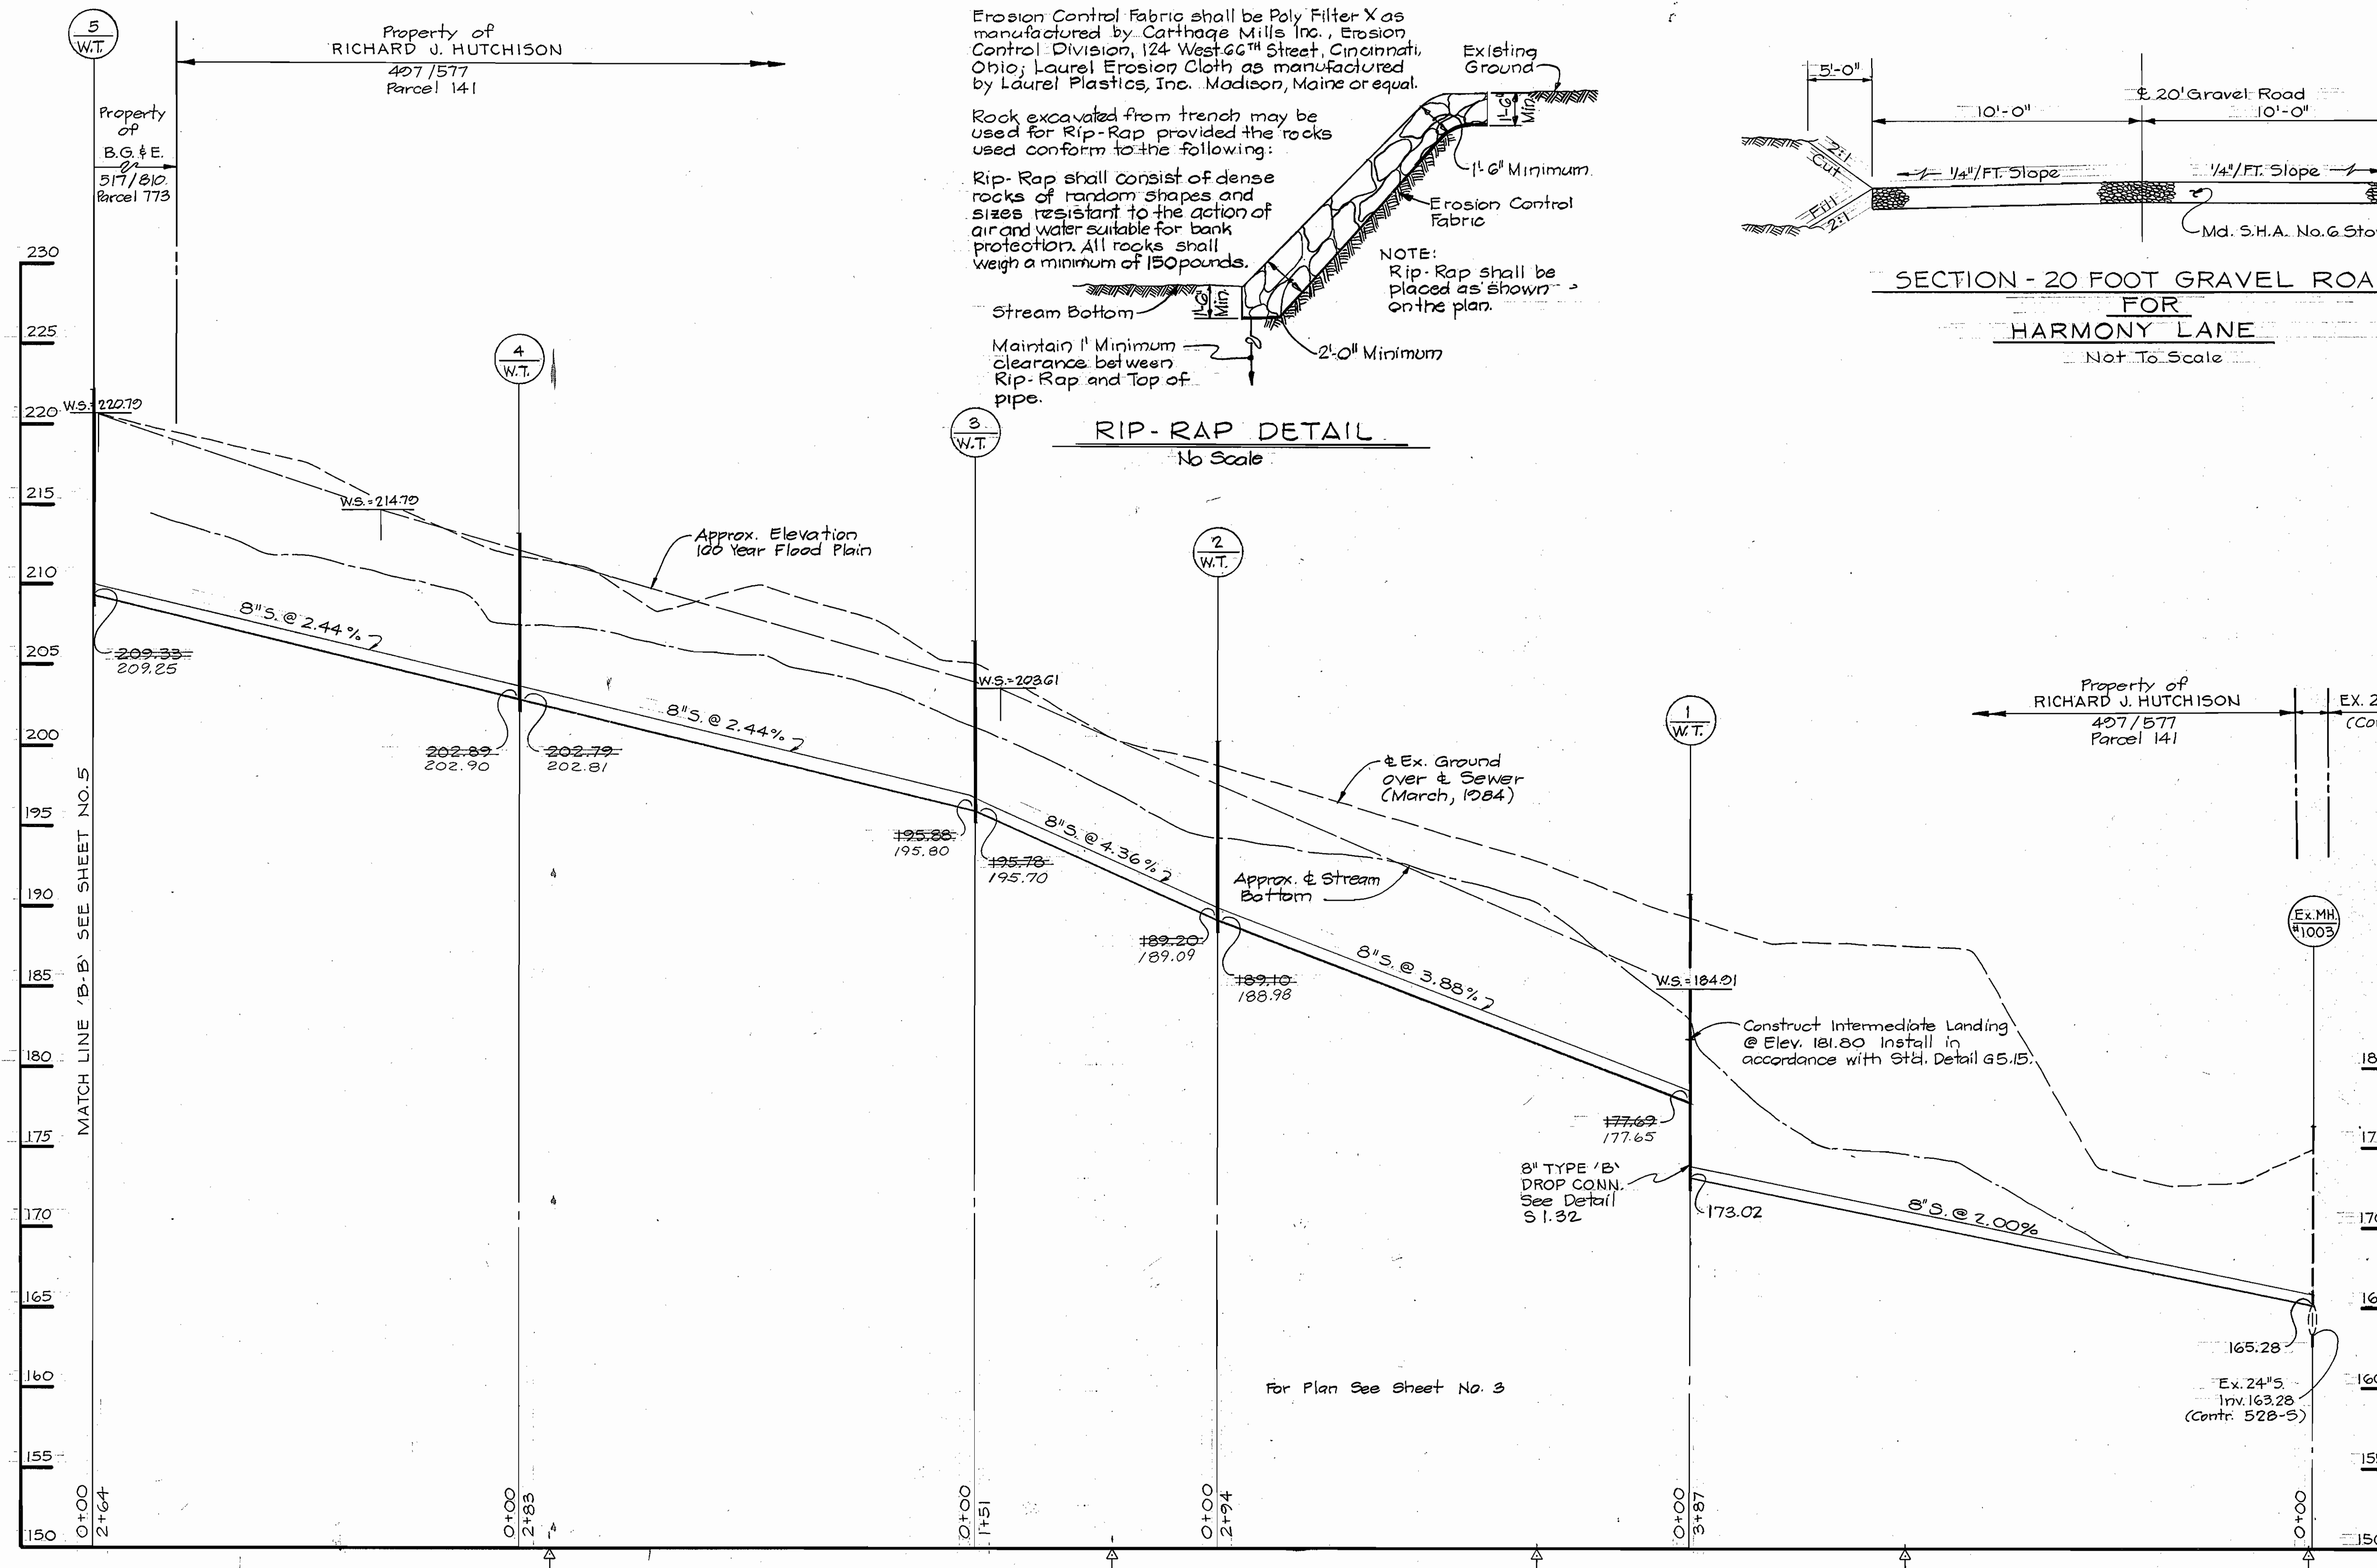 5
W.T.
Property of
RICHARD J. HUTCHISON
497/577
Parcel 141
Property
of
B.G.&E.
517/810
Parcel 773
Erosion Control Fabric shall be Poly Filter X as
manufactured by Carthage Mills Inc., Erosion
Control Division, 124 West 66TH Street, Cincinnati,
Ohio; Laurel Erosion Cloth as manufactured
by Laurel Plastics, Inc. Madison, Maine or equal.
Rock excavated from trench may be
used for Rip-Rap provided the rocks
used conform to the following:
Rip-Rap shall consist of dense
rocks of random shapes and
sizes resistant to the action of
air and water suitable for bank
protection. All rocks shall
weigh a minimum of 150 pounds.
Existing
Ground
1'-6"
Min.
1'-6" Minimum
Erosion Control
Fabric
NOTE:
Rip-Rap shall be
placed as shown
on the plan.
Stream Bottom
1'-6"
Min.
Maintain 1' Minimum
clearance between
Rip-Rap and Top of
pipe.
2'-0" Minimum
RIP-RAP DETAIL
No Scale
5'-0"
℄ 20' Gravel Road
10'-0"
10'-0"
2:1
Cut
Fill
2:1
1/4"/FT. Slope
1/4"/FT. Slope
Md. S.H.A. No. 6 Sto
SECTION - 20 FOOT GRAVEL ROA
FOR
HARMONY LANE
Not To Scale
230
225
220
215
210
205
200
195
190
185
180
175
170
165
160
155
150
MATCH LINE 'B-B' SEE SHEET NO. 5
W.S.=220.79
W.S.=214.79
4
W.T.
3
W.T.
2
W.T.
1
W.T.
Approx. Elevation
100 Year Flood Plain
8"S. @ 2.44%
209.33
209.25
8"S. @ 2.44%
202.89
202.90
202.79
202.81
W.S.=203.61
195.88
195.80
195.78
195.70
8"S. @ 4.36%
℄ Ex. Ground
over ℄ Sewer
(March, 1984)
Approx. ℄ Stream
Bottom
189.20
189.09
189.10
188.98
8"S. @ 3.88%
W.S.=184.91
Construct Intermediate Landing
@ Elev. 181.80 Install in
accordance with Std. Detail G5.15.
177.69
177.65
8" TYPE 'B'
DROP CONN.
See Detail
S 1.32
173.02
8"S. @ 2.00%
Property of
RICHARD J. HUTCHISON
497/577
Parcel 141
EX. 2
(Co
Ex. MH.
#1003
165.28
Ex. 24"S.
Inv. 163.28
(Contr. 528-S)
For Plan See Sheet No. 3
18
17
170
16
160
15
150
0+00
2+64
0+00
2+83
0+00
1+51
0+00
2+94
0+00
3+87
0+00